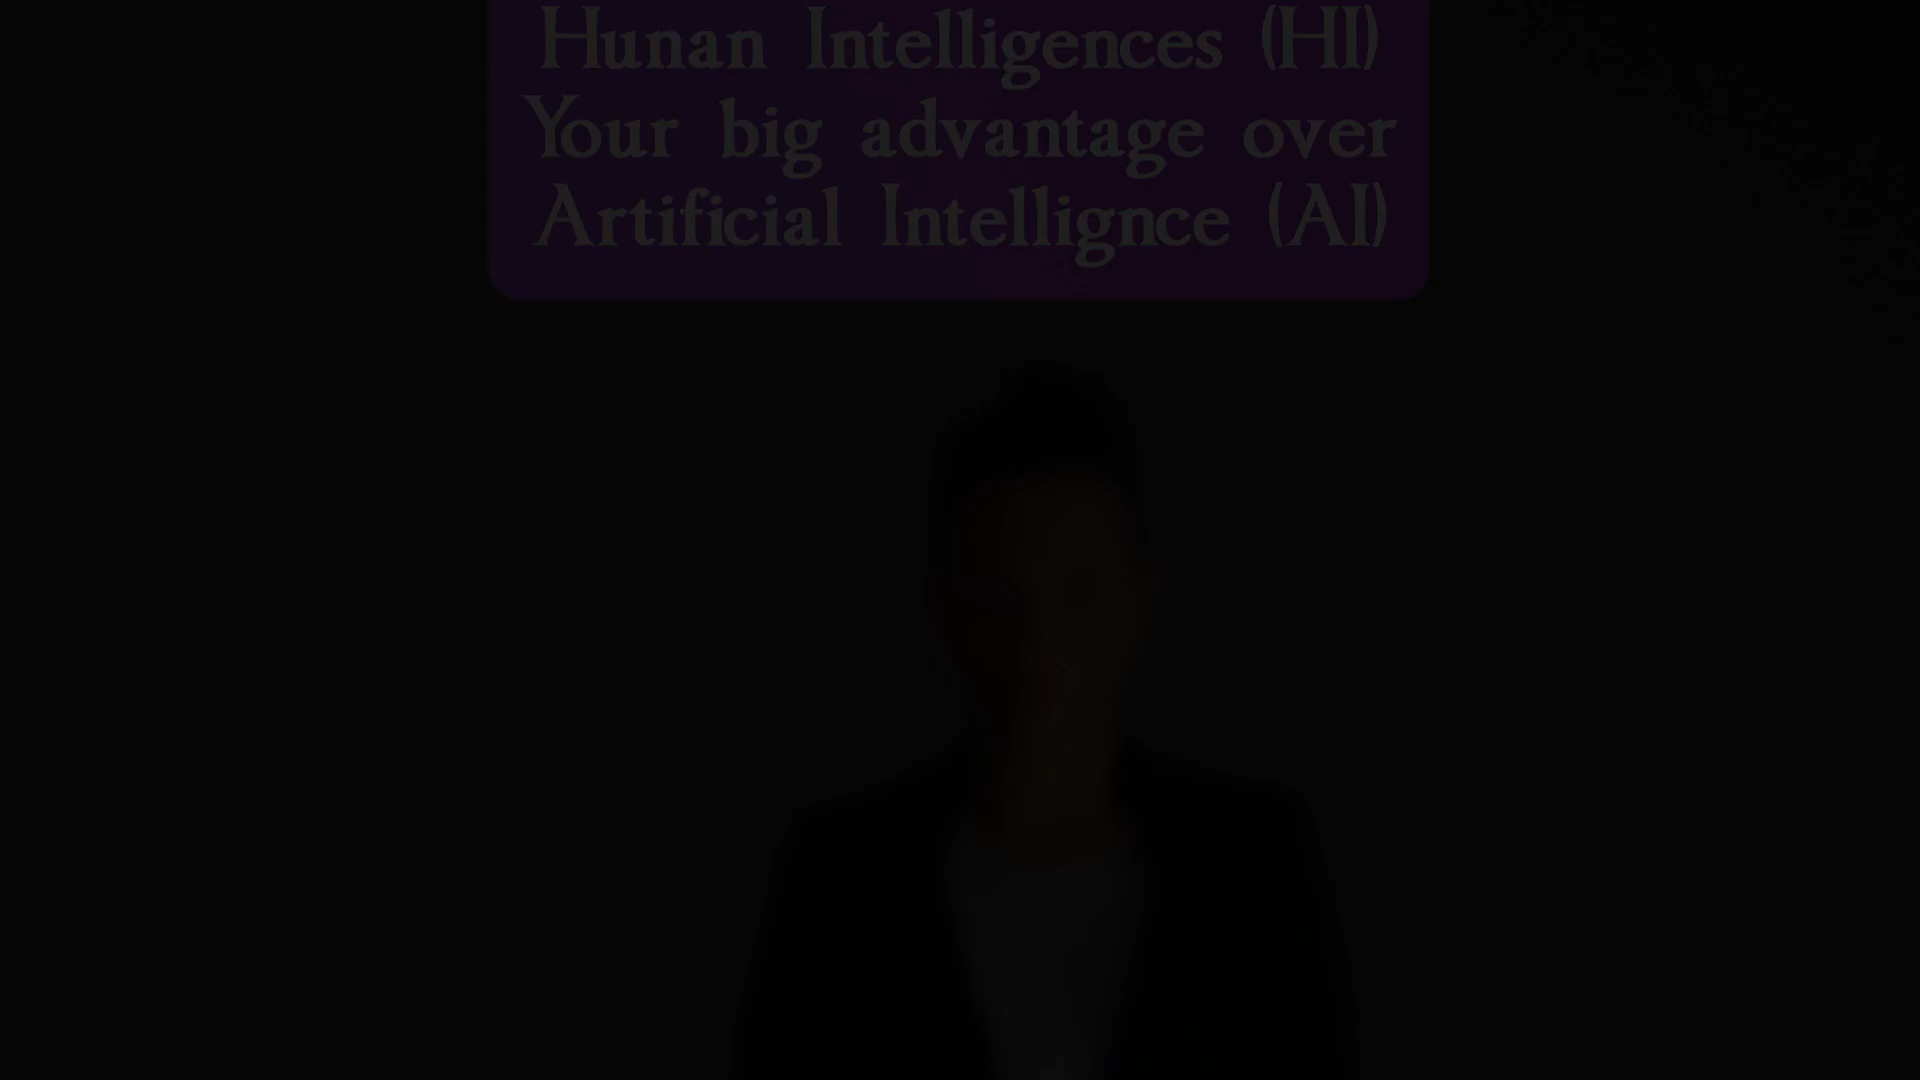 Hunan Intelligences (HI)
Your big advantage over
Artificial Intellignce (AI)